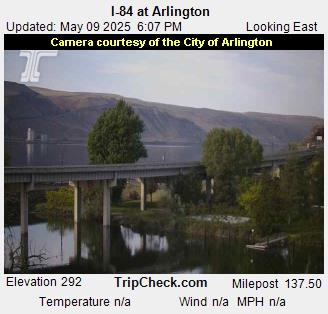 I-84 at Arlington
Updated: May 09 2025 6:07 PM Looking East
Camera courtesy of the City of Arlington
Elevation 292 TripCheck.com Milepost 137.50
Temperature n/a Wind n/a MPH n/a